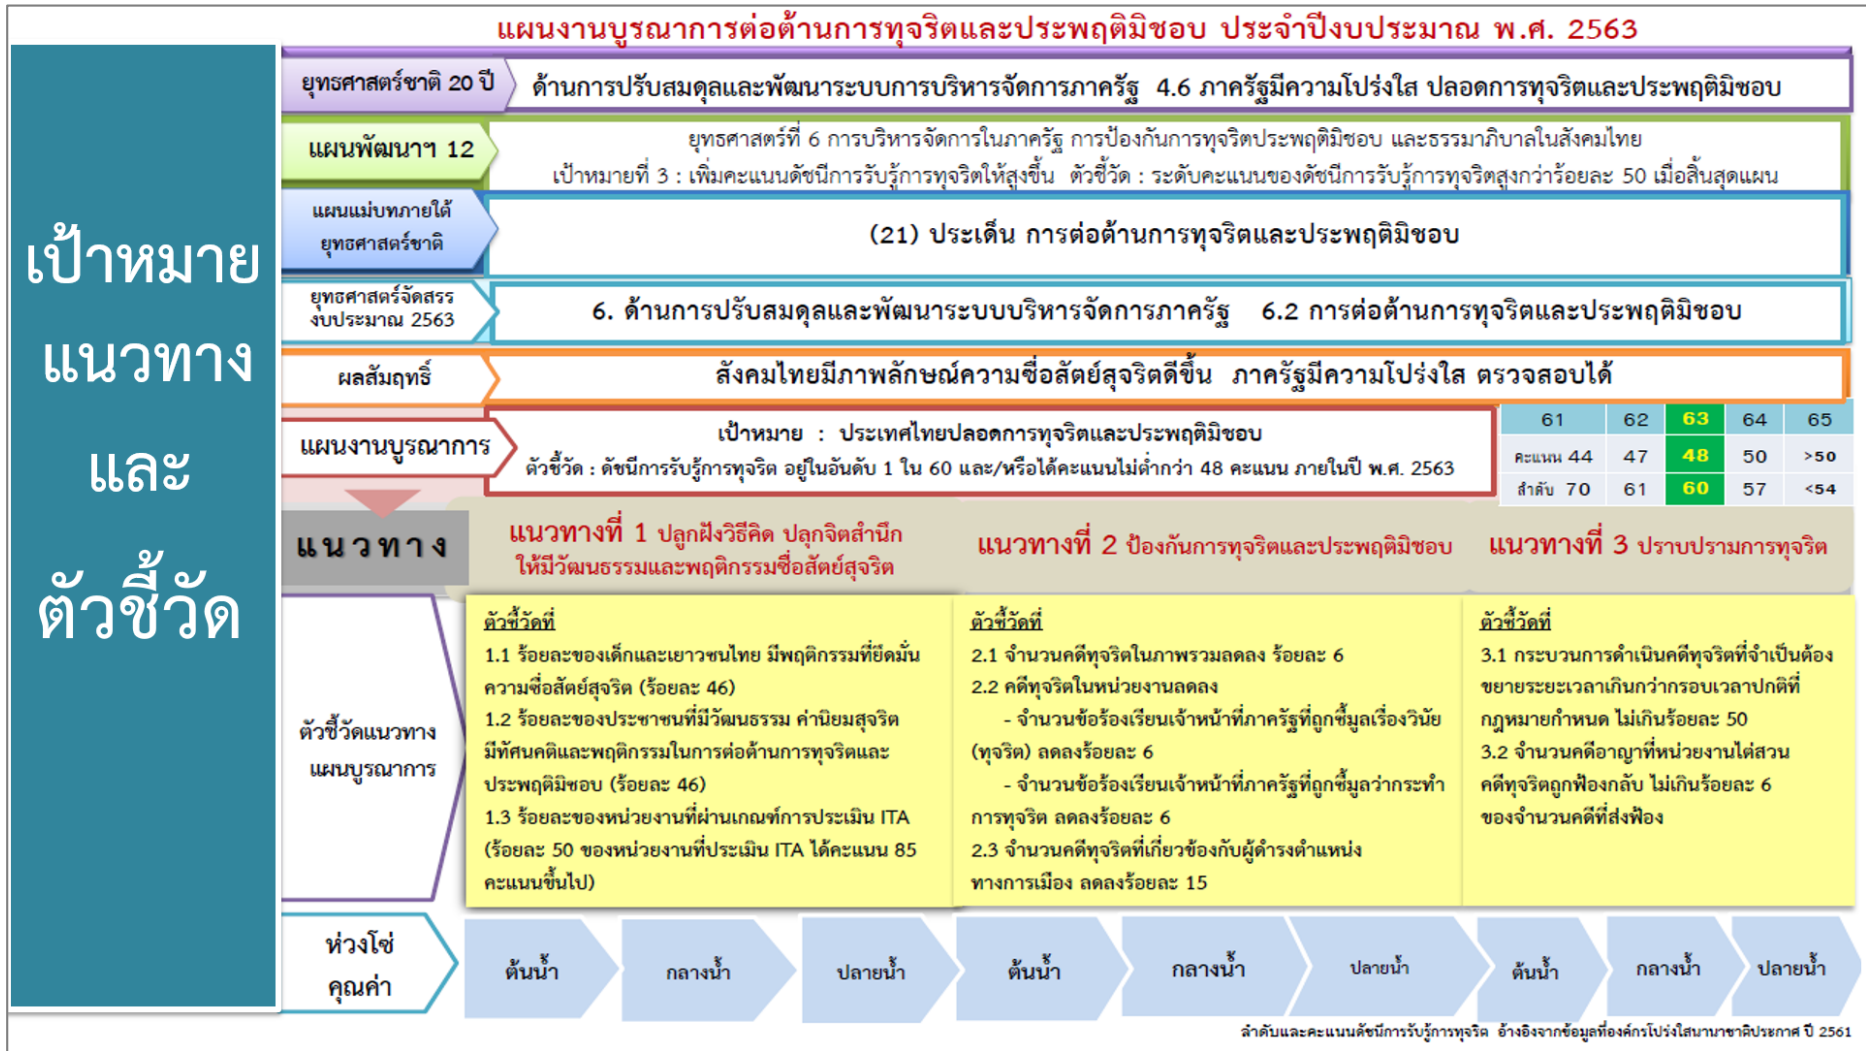 แผนงานบูรณาการต่อต้านการทุจริตและประพฤติมิชอบ ประจำปีงบประมาณ พ.ศ. 2563
เป้าหมาย
แนวทาง
และ
ตัวชี้วัด
ยุทธศาสตร์ชาติ 20 ปี
ด้านการปรับสมดุลและพัฒนาระบบการบริหารจัดการภาครัฐ 4.6 ภาครัฐมีความโปร่งใส ปลอดการทุจริตและประพฤติมิชอบ
แผนพัฒนาฯ 12
ยุทธศาสตร์ที่ 6 การบริหารจัดการในภาครัฐ การป้องกันการทุจริตประพฤติมิชอบ และธรรมาภิบาลในสังคมไทย
เป้าหมายที่ 3 : เพิ่มคะแนนดัชนีการรับรู้การทุจริตให้สูงขึ้น ตัวชี้วัด : ระดับคะแนนของดัชนีการรับรู้การทุจริตสูงกว่าร้อยละ 50 เมื่อสิ้นสุดแผน
แผนแม่บทภายใต้
ยุทธศาสตร์ชาติ
(21) ประเด็น การต่อต้านการทุจริตและประพฤติมิชอบ
ยุทธศาสตร์จัดสรร
งบประมาณ 2563
6. ด้านการปรับสมดุลและพัฒนาระบบบริหารจัดการภาครัฐ 6.2 การต่อต้านการทุจริตและประพฤติมิชอบ
ผลสัมฤทธิ์
สังคมไทยมีภาพลักษณ์ความซื่อสัตย์สุจริตดีขึ้น ภาครัฐมีความโปร่งใส ตรวจสอบได้
แผนงานบูรณาการ
เป้าหมาย : ประเทศไทยปลอดการทุจริตและประพฤติมิชอบ
ตัวชี้วัด : ดัชนีการรับรู้การทุจริต อยู่ในอันดับ 1 ใน 60 และ/หรือได้คะแนนไม่ต่ำกว่า 48 คะแนน ภายในปี พ.ศ. 2563
61 62 63 64 65
คะแนน 44 47 48 50 >50
ลำดับ 70 61 60 57 <54
แนวทาง
แนวทางที่ 1 ปลูกฝังวิธีคิด ปลุกจิตสำนึก
ให้มีวัฒนธรรมและพฤติกรรมซื่อสัตย์สุจริต
แนวทางที่ 2 ป้องกันการทุจริตและประพฤติมิชอบ
แนวทางที่ 3 ปราบปรามการทุจริต
ตัวชี้วัดแนวทาง
แผนบูรณาการ
ตัวชี้วัดที่
1.1 ร้อยละของเด็กและเยาวชนไทย มีพฤติกรรมที่ยึดมั่น
ความซื่อสัตย์สุจริต (ร้อยละ 46)
1.2 ร้อยละของประชาชนที่มีวัฒนธรรม ค่านิยมสุจริต
มีทัศนคติและพฤติกรรมในการต่อต้านการทุจริตและ
ประพฤติมิชอบ (ร้อยละ 46)
1.3 ร้อยละของหน่วยงานที่ผ่านเกณฑ์การประเมิน ITA
(ร้อยละ 50 ของหน่วยงานที่ประเมิน ITA ได้คะแนน 85
คะแนนขึ้นไป)
ตัวชี้วัดที่
2.1 จำนวนคดีทุจริตในภาพรวมลดลง ร้อยละ 6
2.2 คดีทุจริตในหน่วยงานลดลง
- จำนวนข้อร้องเรียนเจ้าหน้าที่ภาครัฐที่ถูกชี้มูลเรื่องวินัย
(ทุจริต) ลดลงร้อยละ 6
- จำนวนข้อร้องเรียนเจ้าหน้าที่ภาครัฐที่ถูกชี้มูลว่ากระทำ
การทุจริต ลดลงร้อยละ 6
2.3 จำนวนคดีทุจริตที่เกี่ยวข้องกับผู้ดำรงตำแหน่ง
ทางการเมือง ลดลงร้อยละ 15
ตัวชี้วัดที่
3.1 กระบวนการดำเนินคดีทุจริตที่จำเป็นต้อง
ขยายระยะเวลาเกินกว่ากรอบเวลาปกติที่
กฎหมายกำหนด ไม่เกินร้อยละ 50
3.2 จำนวนคดีอาญาที่หน่วยงานไต่สวน
คดีทุจริตถูกฟ้องกลับ ไม่เกินร้อยละ 6
ของจำนวนคดีที่ส่งฟ้อง
ห่วงโซ่
คุณค่า
ต้นน้ำ กลางน้ำ ปลายน้ำ ต้นน้ำ กลางน้ำ ปลายน้ำ ต้นน้ำ กลางน้ำ ปลายน้ำ
ลำดับและคะแนนดัชนีการรับรู้การทุจริต อ้างอิงจากข้อมูลที่องค์กรโปร่งใสนานาชาติประกาศ ปี 2561